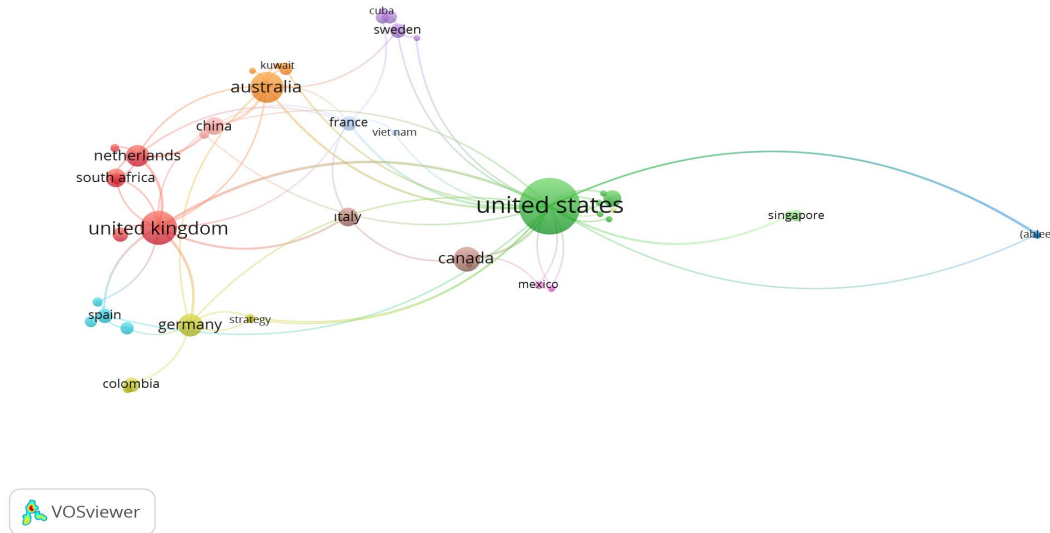 cuba
sweden
kuwait
australia
china
france
viet nam
netherlands
south africa
united kingdom
italy
united states
singapore
(ablee
canada
mexico
spain
germany
strategy
colombia
VOSviewer